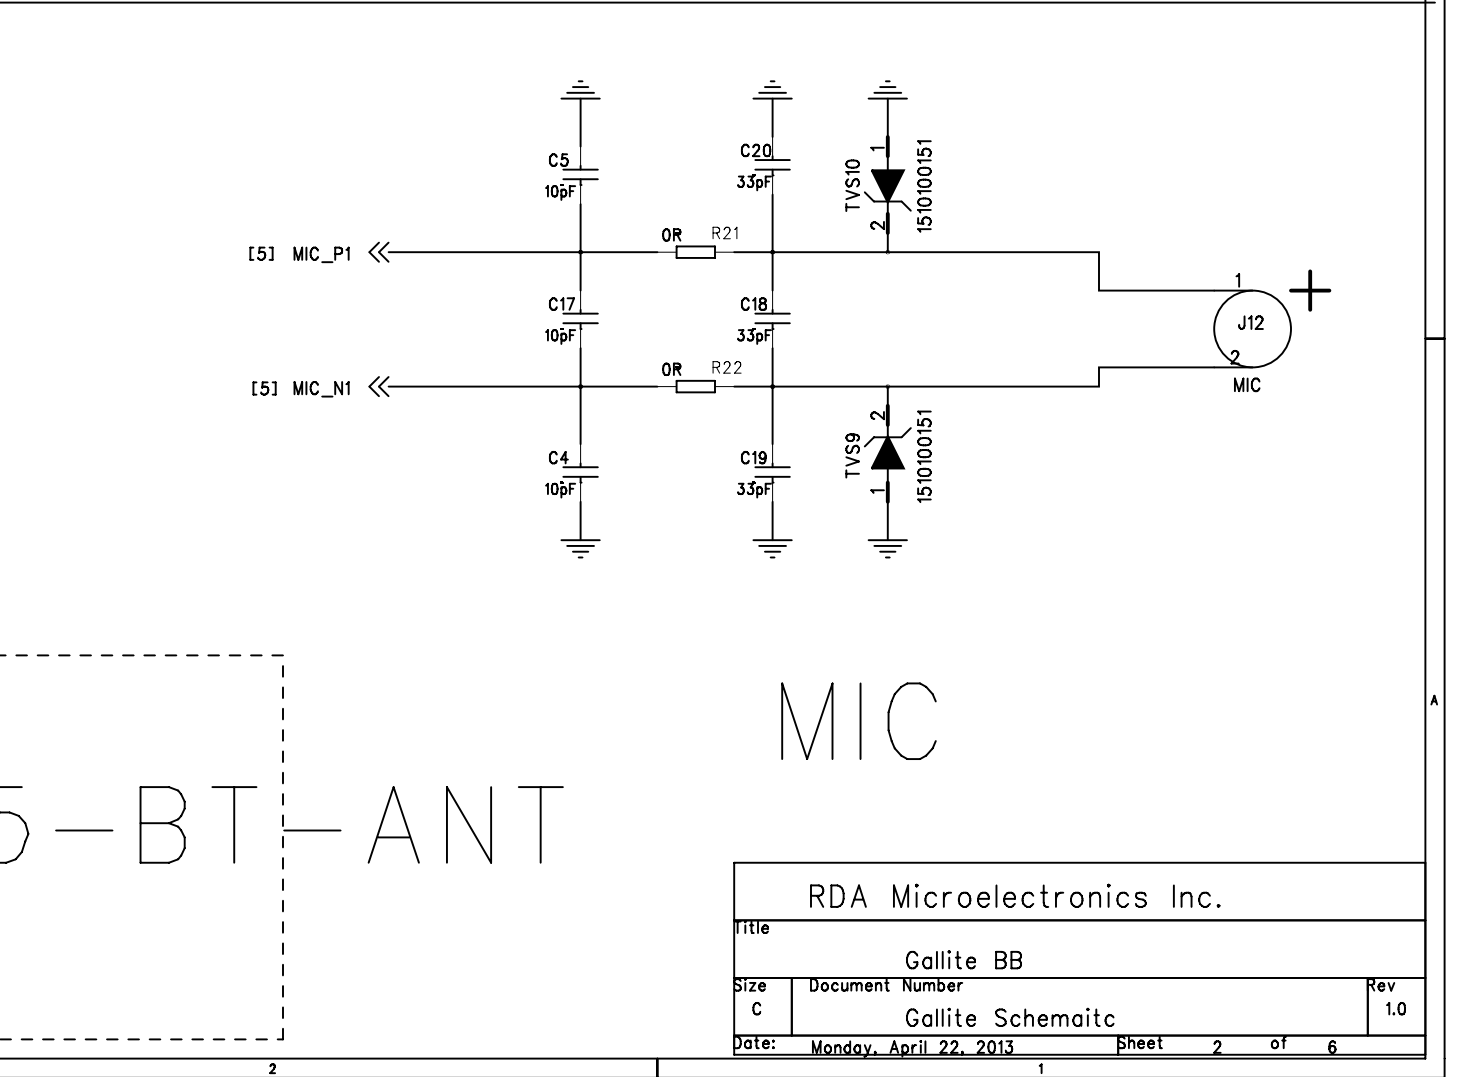 C5
10pF
C20
33pF
TVS10
1
2
1510100151
[5] MIC_P1
0R R21
C17
10pF
C18
33pF
1
J12
2
MIC
[5] MIC_N1
0R R22
C4
10pF
C19
33pF
TVS9
2
1
1510100151
MIC
A
5-BT-ANT
RDA Microelectronics Inc.
Title
Gallite BB
Size
C
Document Number
Gallite Schemaitc
Rev
1.0
Date: Monday, April 22, 2013 Sheet 2 of 6
2 1